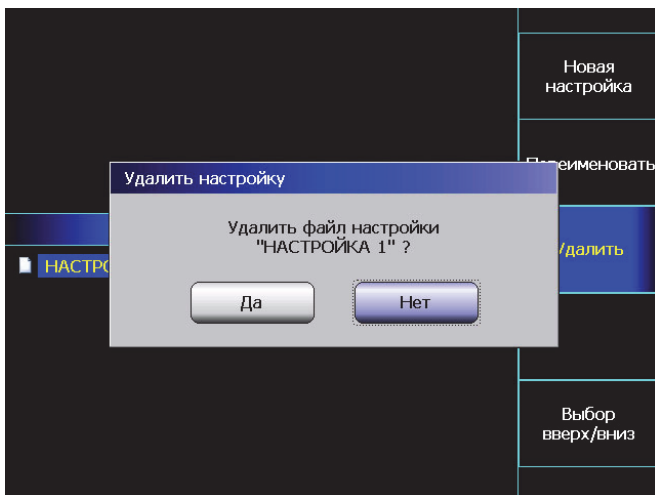 Новая
настройка
Удалить настройку
Удалить файл настройки
"НАСТРОЙКА 1" ?
Да
Нет
Выбор
вверх/вниз